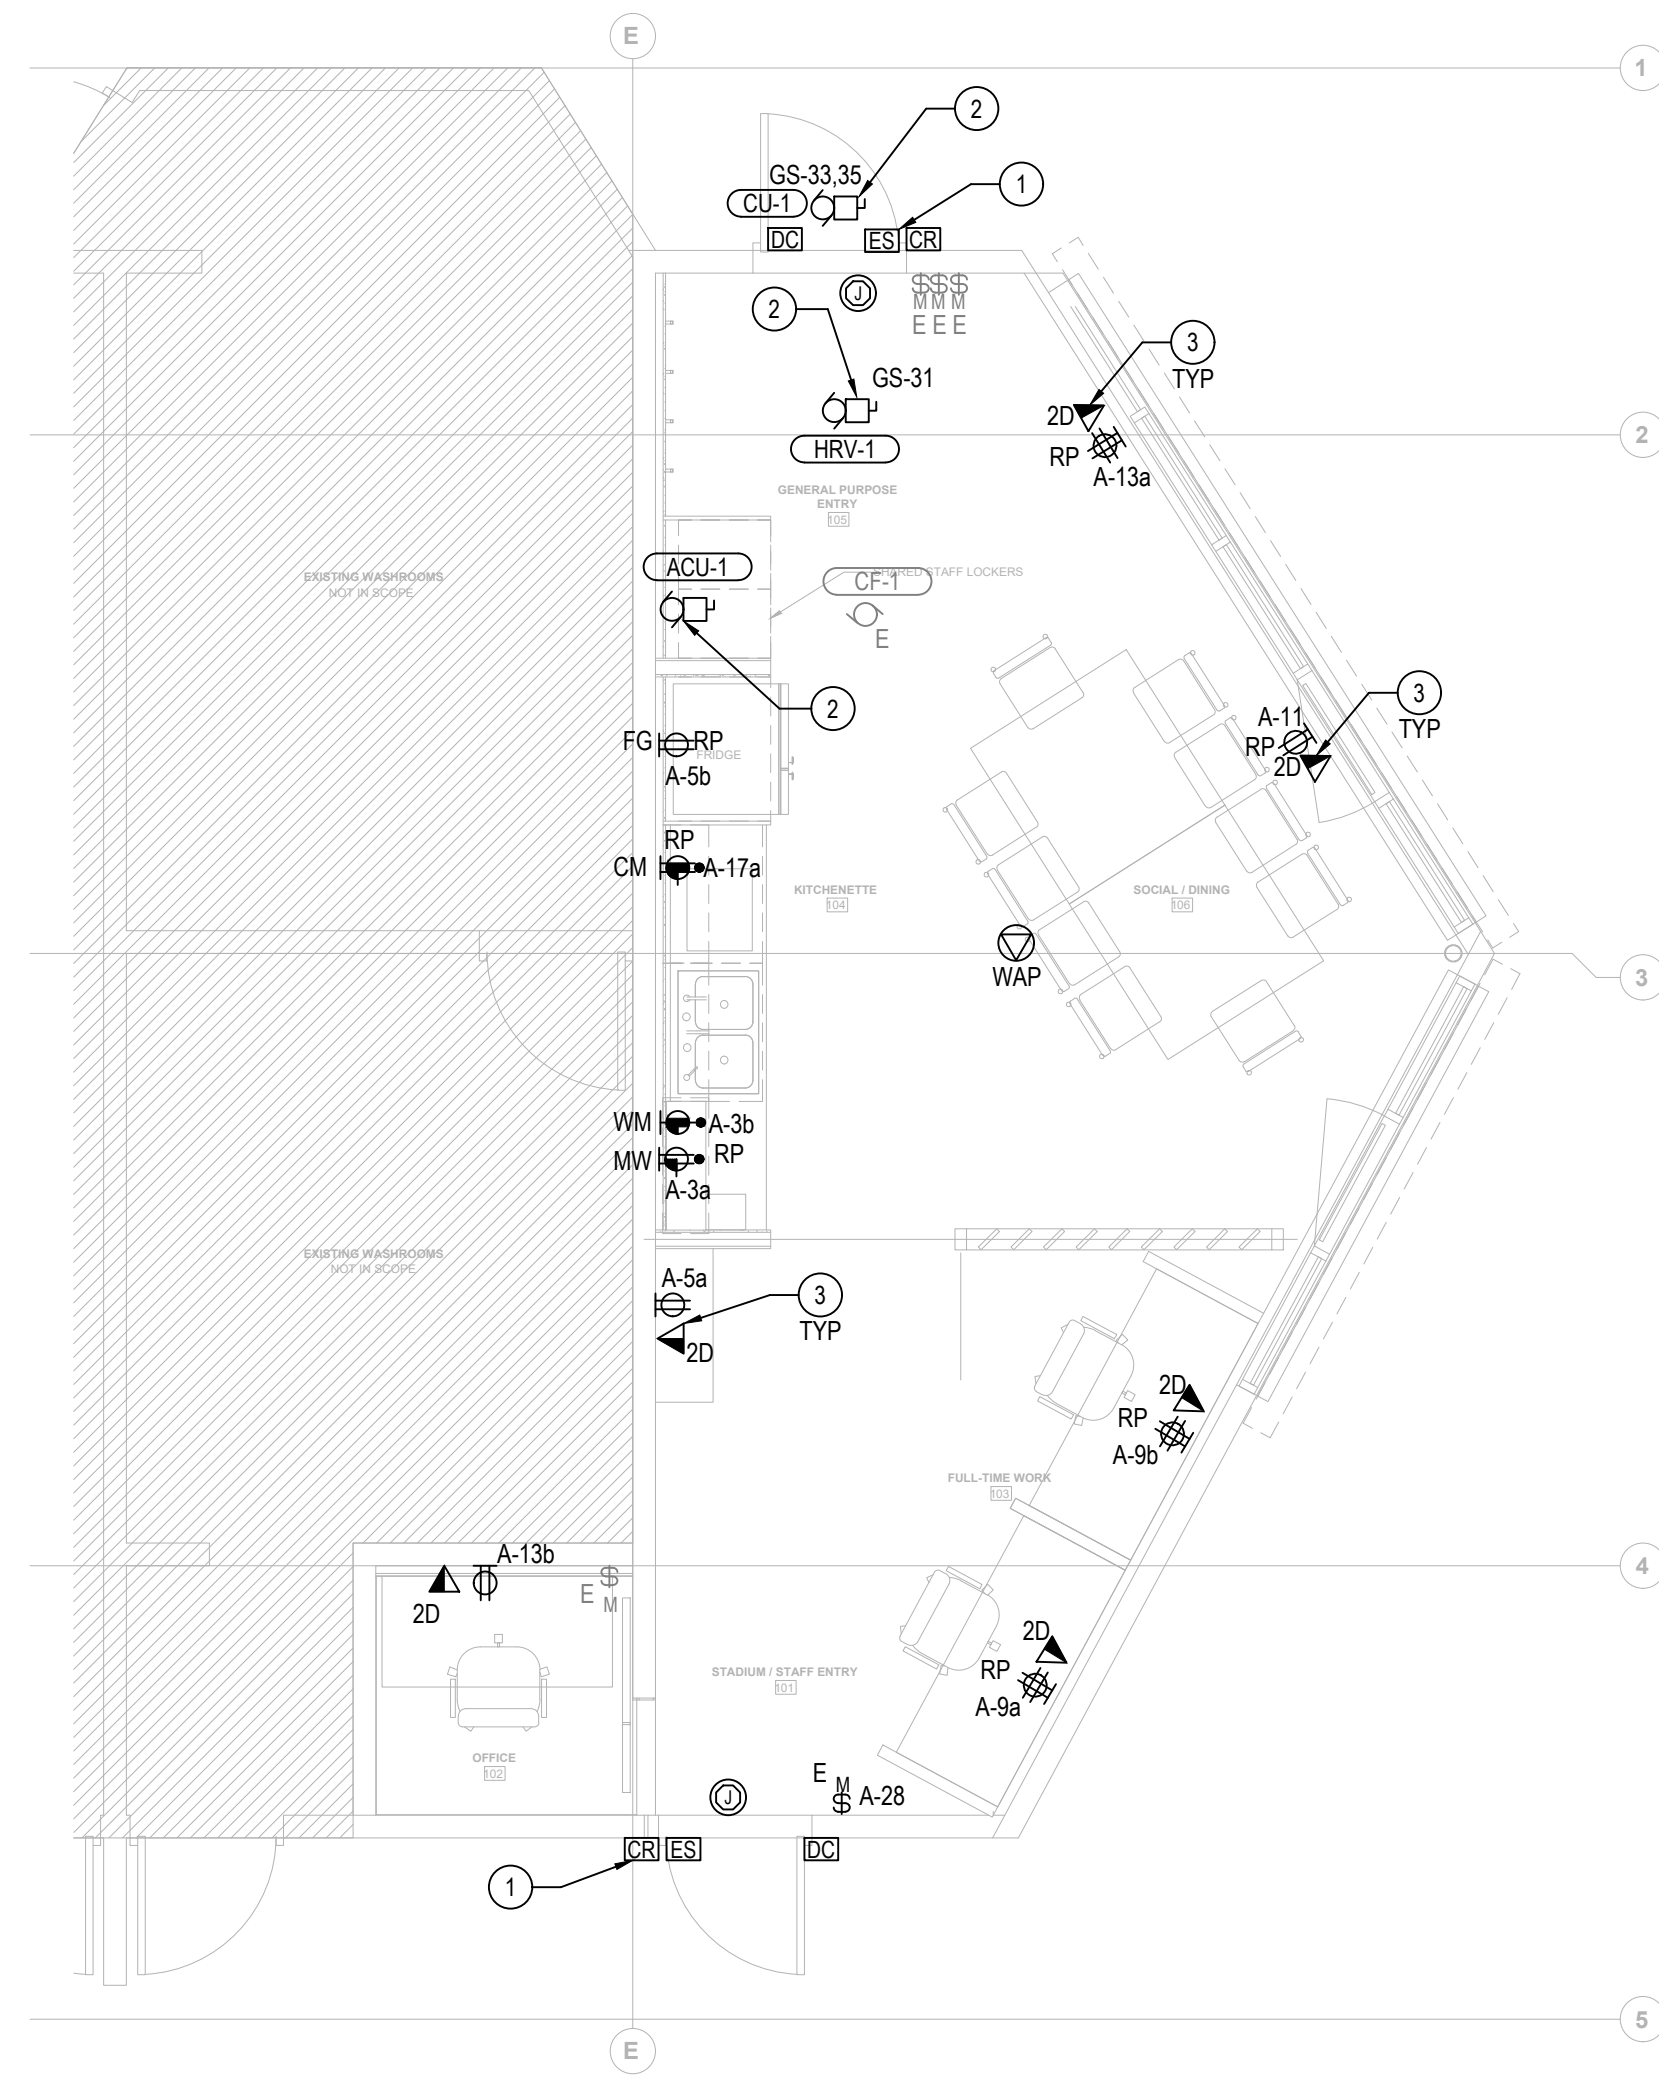 E
1
2
GS-33,35
1
CU-1
DC
ES
CR
J
$$$
MMM
EEE
2
GS-31
HRV-1
3
TYP
2D
RP
A-13a
2
GENERAL PURPOSE
ENTRY
105
EXISTING WASHROOMS
NOT IN SCOPE
ACU-1
SHARED STAFF LOCKERS
CF-1
E
2
3
TYP
A-11
RP
2D
FG
RP
FRIDGE
A-5b
RP
CM
A-17a
KITCHENETTE
104
SOCIAL / DINING
106
WAP
3
WM
A-3b
MW
RP
A-3a
EXISTING WASHROOMS
NOT IN SCOPE
A-5a
3
TYP
2D
2D
RP
A-9b
FULL-TIME WORK
103
A-13b
2D
E
$
M
4
2D
RP
A-9a
STADIUM / STAFF ENTRY
101
OFFICE
102
E
M
$
A-28
J
CR
ES
DC
1
5
E